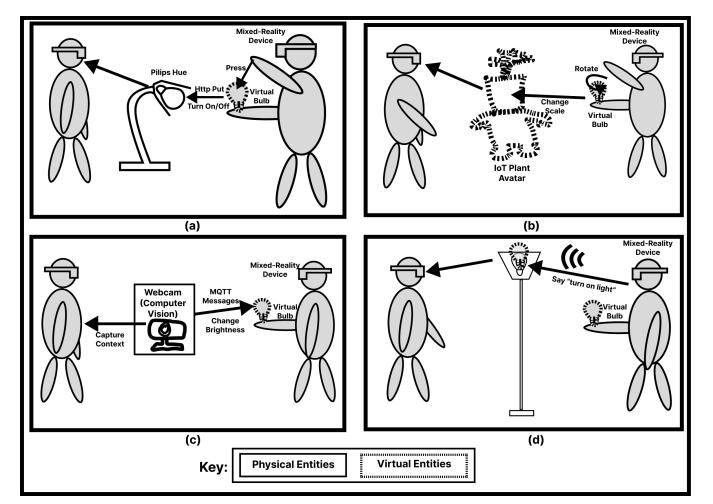 Mixed-Reality
Device
Pilips Hue
Press
Http Put
Virtual
Bulb
Turn On/Off
(a)
Mixed-Reality
Device
Rotate
Change
Scale
Virtual
Bulb
IoT Plant
Avatar
(b)
Mixed-Reality
Device
Webcam
(Computer
Vision)
MQTT
Messages
Virtual
Bulb
Change
Brightness
Capture
Context
(c)
Mixed-Reality
Device
Say "turn on light"
Virtual
Bulb
(d)
Key:
Physical Entities
Virtual Entities